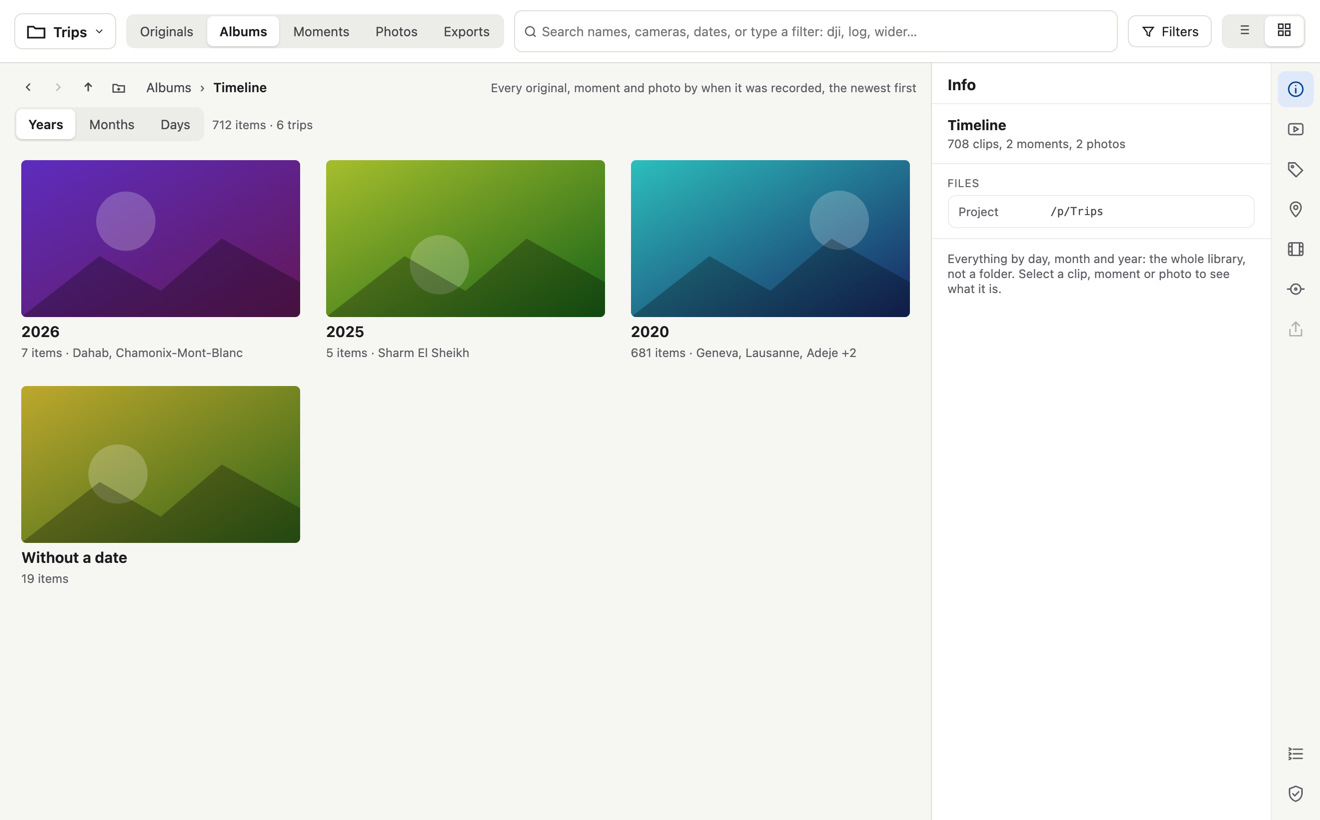 Trips
Originals
Albums
Moments
Photos
Exports
Search names, cameras, dates, or type a filter: dji, log, wider...
Filters
Albums › Timeline
Every original, moment and photo by when it was recorded, the newest first
Years
Months
Days
712 items · 6 trips
2026
7 items · Dahab, Chamonix-Mont-Blanc
2025
5 items · Sharm El Sheikh
2020
681 items · Geneva, Lausanne, Adeje +2
Without a date
19 items
Info
Timeline
708 clips, 2 moments, 2 photos
FILES
Project /p/Trips
Everything by day, month and year: the whole library,
not a folder. Select a clip, moment or photo to see
what it is.